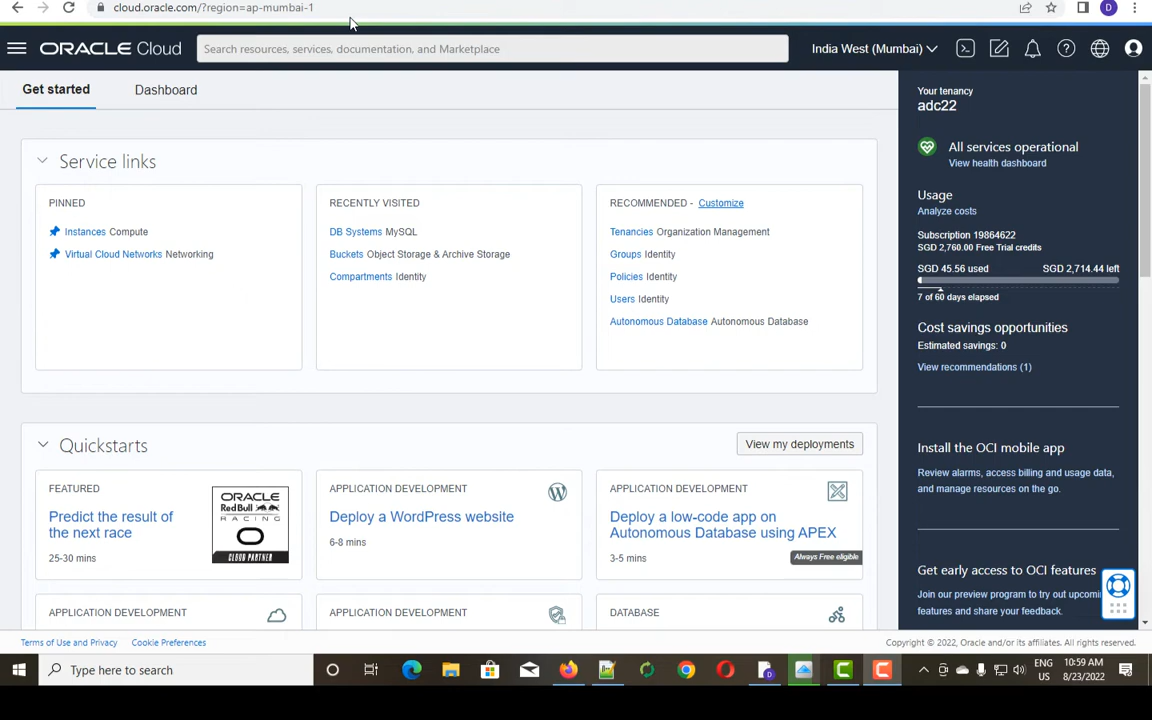 cloud.oracle.com/?region=ap-mumbai-1
D
ORACLE Cloud
Search resources, services, documentation, and Marketplace
India West (Mumbai)
Get started
Dashboard
Service links
PINNED
Instances Compute
Virtual Cloud Networks Networking
RECENTLY VISITED
DB Systems MySQL
Buckets Object Storage & Archive Storage
Compartments Identity
RECOMMENDED - Customize
Tenancies Organization Management
Groups Identity
Policies Identity
Users Identity
Autonomous Database Autonomous Database
Quickstarts
View my deployments
FEATURED
Predict the result of
the next race
25-30 mins
ORACLE
Red Bull
RACING
CLOUD PARTNER
APPLICATION DEVELOPMENT
Deploy a WordPress website
6-8 mins
APPLICATION DEVELOPMENT
Deploy a low-code app on
Autonomous Database using APEX
3-5 mins
Always Free eligible
APPLICATION DEVELOPMENT
APPLICATION DEVELOPMENT
DATABASE
Your tenancy
adc22
All services operational
View health dashboard
Usage
Analyze costs
Subscription 19864622
SGD 2,760.00 Free Trial credits
SGD 45.56 used
SGD 2,714.44 left
7 of 60 days elapsed
Cost savings opportunities
Estimated savings: 0
View recommendations (1)
Install the OCI mobile app
Review alarms, access billing and usage data,
and manage resources on the go.
Get early access to OCI features
Join our preview program to try out upcoming
features and share your feedback.
Terms of Use and Privacy
Cookie Preferences
Copyright © 2022, Oracle and/or its affiliates. All rights reserved.
Type here to search
ENG
US
10:59 AM
8/23/2022